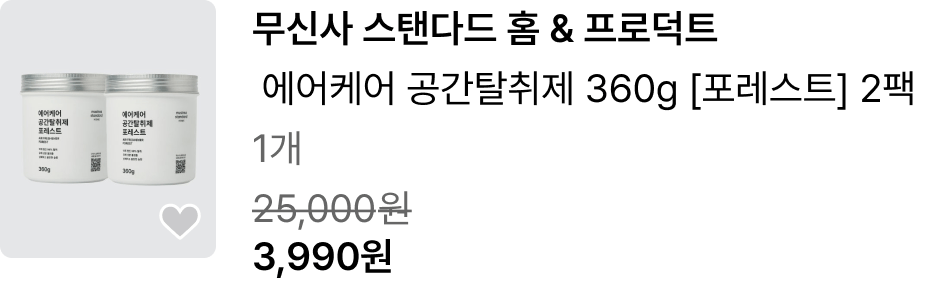 무신사 스탠다드 홈 & 프로덕트
에어케어 공간탈취제 360g [포레스트] 2팩
1개
25,000원
3,990원
에어케어
공간탈취제
포레스트
360g
에어케어
공간탈취제
포레스트
360g